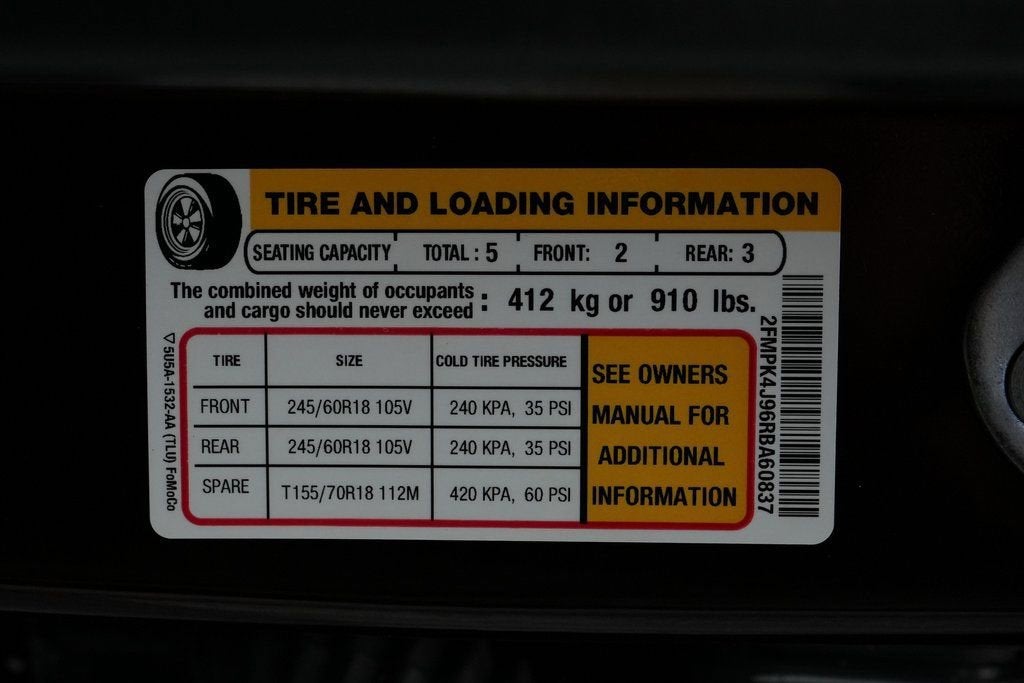 TIRE AND LOADING INFORMATION
SEATING CAPACITY TOTAL : 5 FRONT: 2 REAR: 3
The combined weight of occupants
and cargo should never exceed : 412 kg or 910 lbs.
TIRE SIZE COLD TIRE PRESSURE
FRONT 245/60R18 105V 240 KPA, 35 PSI
REAR 245/60R18 105V 240 KPA, 35 PSI
SPARE T155/70R18 112M 420 KPA, 60 PSI
SEE OWNERS
MANUAL FOR
ADDITIONAL
INFORMATION
5U5A-1532-AA (TLU) FoMoCo
2FMPK4J96RBA60837